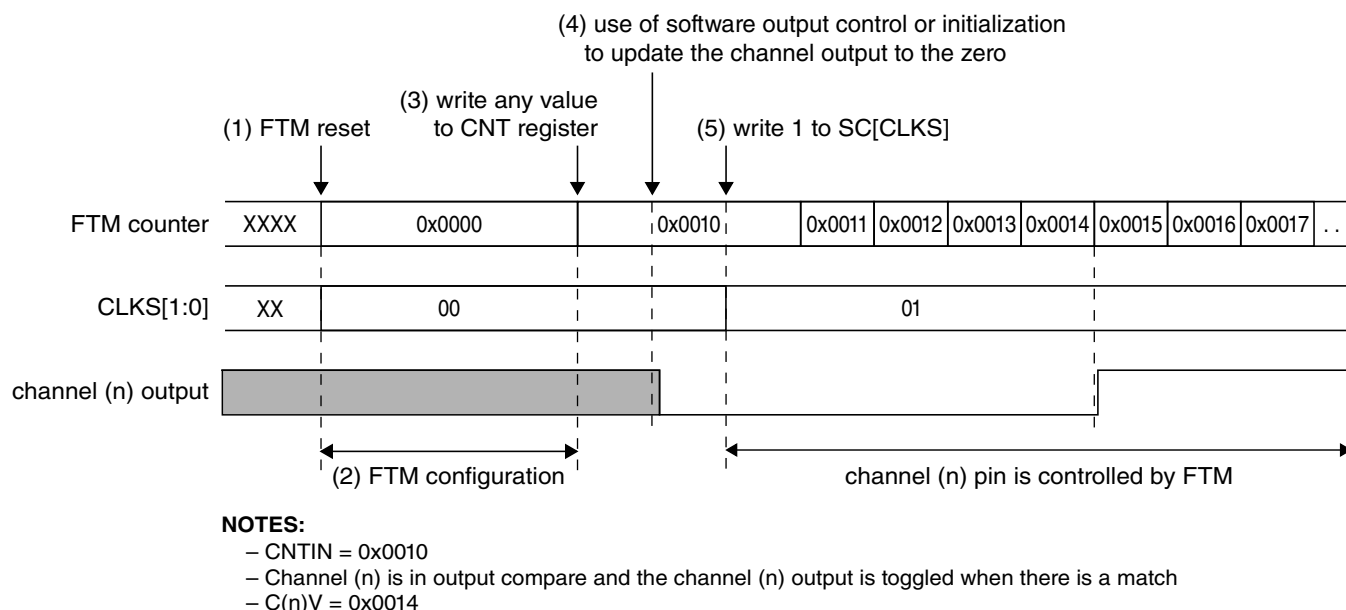 (4) use of software output control or initialization
to update the channel output to the zero
(3) write any value
to CNT register
(1) FTM reset
(5) write 1 to SC[CLKS]
FTM counter XXXX 0x0000 0x0010 0x0011 0x0012 0x0013 0x0014 0x0015 0x0016 0x0017 . .
CLKS[1:0] XX 00 01
channel (n) output
(2) FTM configuration
channel (n) pin is controlled by FTM
NOTES:
– CNTIN = 0x0010
– Channel (n) is in output compare and the channel (n) output is toggled when there is a match
– C(n)V = 0x0014